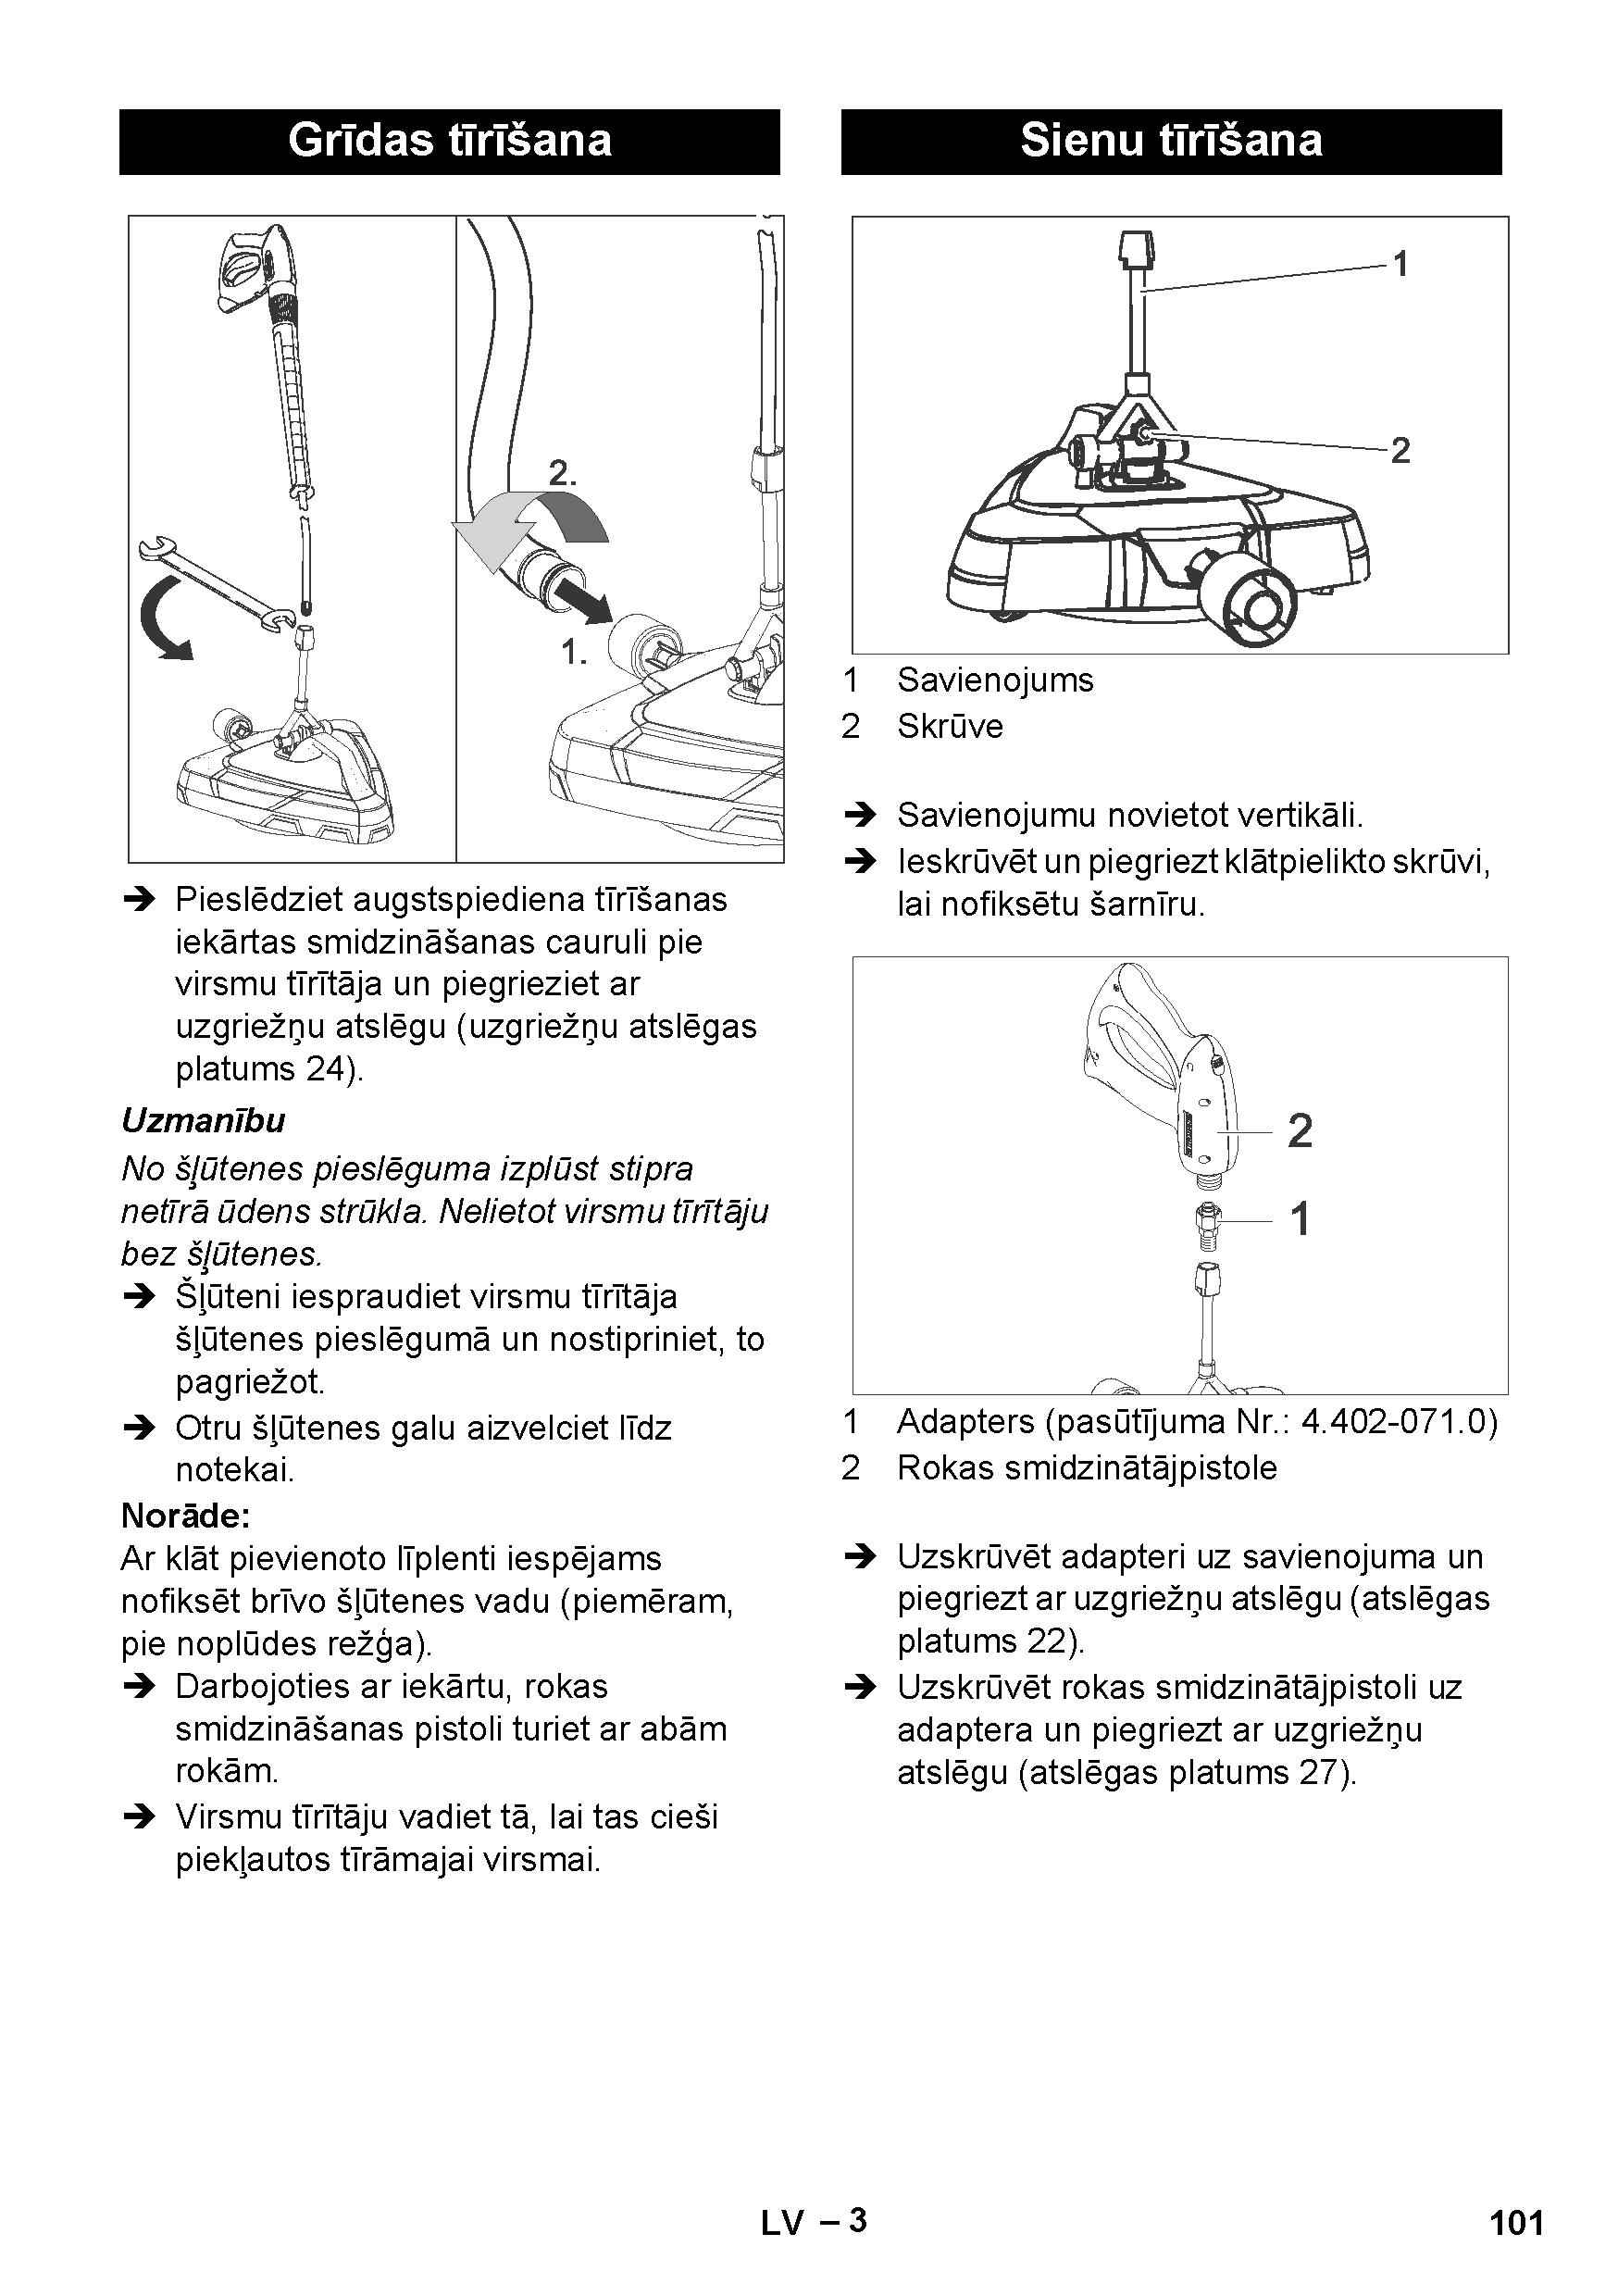 Grīdas tīrīšana
2.
1.
➔ Pieslēdziet augstspiediena tīrīšanas
iekārtas smidzināšanas cauruli pie
virsmu tīrītāja un piegrieziet ar
uzgriežņu atslēgu (uzgriežņu atslēgas
platums 24).
Uzmanību
No šļūtenes pieslēguma izplūst stipra
netīrā ūdens strūkla. Nelietot virsmu tīrītāju
bez šļūtenes.
➔ Šļūteni iespraudiet virsmu tīrītāja
šļūtenes pieslēgumā un nostipriniet, to
pagriežot.
➔ Otru šļūtenes galu aizvelciet līdz
notekai.
Norāde:
Ar klāt pievienoto līplenti iespējams
nofiksēt brīvo šļūtenes vadu (piemēram,
pie noplūdes režģa).
➔ Darbojoties ar iekārtu, rokas
smidzināšanas pistoli turiet ar abām
rokām.
➔ Virsmu tīrītāju vadiet tā, lai tas cieši
piekļautos tīrāmajai virsmai.
Sienu tīrīšana
1
2
1 Savienojums
2 Skrūve
➔ Savienojumu novietot vertikāli.
➔ Ieskrūvēt un piegriezt klātpielikto skrūvi,
lai nofiksētu šarnīru.
2
1
1 Adapters (pasūtījuma Nr.: 4.402-071.0)
2 Rokas smidzinātājpistole
➔ Uzskrūvēt adapteri uz savienojuma un
piegriezt ar uzgriežņu atslēgu (atslēgas
platums 22).
➔ Uzskrūvēt rokas smidzinātājpistoli uz
adaptera un piegriezt ar uzgriežņu
atslēgu (atslēgas platums 27).
LV – 3
101